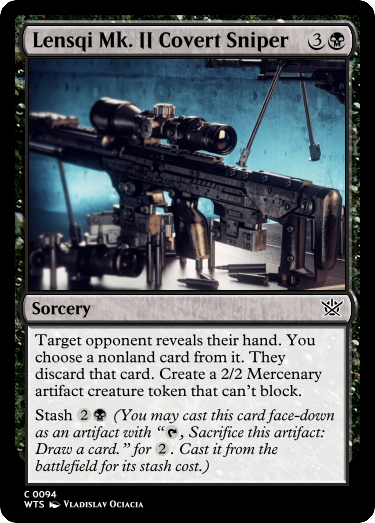 Lensqi Mk. II Covert Sniper 3
Sorcery
Target opponent reveals their hand. You
choose a nonland card from it. They
discard that card. Create a 2/2 Mercenary
artifact creature token that can't block.
Stash 2 (You may cast this card face-down
as an artifact with “, Sacrifice this artifact:
Draw a card.” for 2. Cast it from the
battlefield for its stash cost.)
C 0094
WTS Vladislav Ociacia